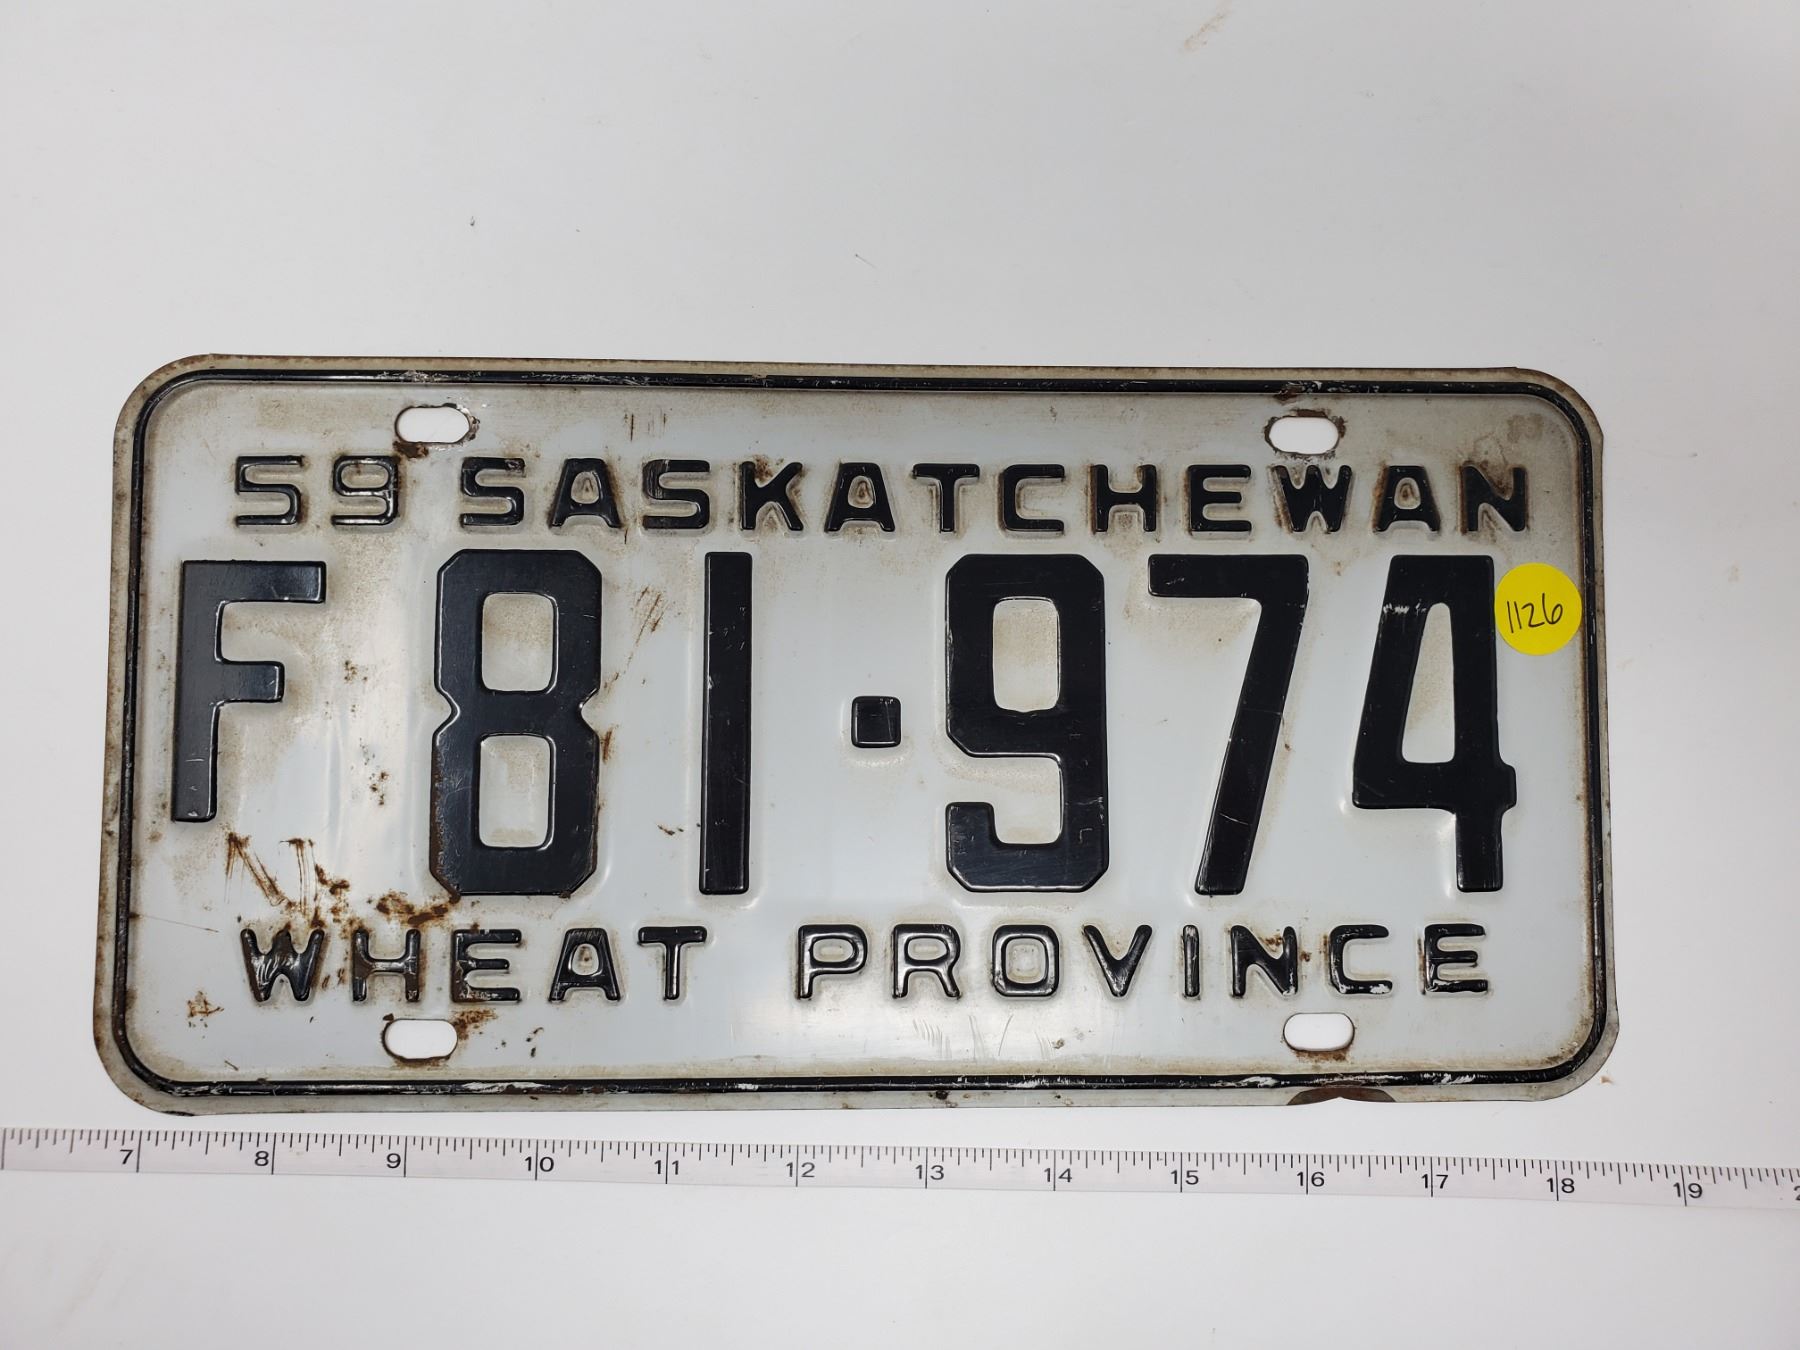 59 SASKATCHEWAN
F 81·974
1126
WHEAT PROVINCE
7 8 9 10 11 12 13 14 15 16 17 18 19